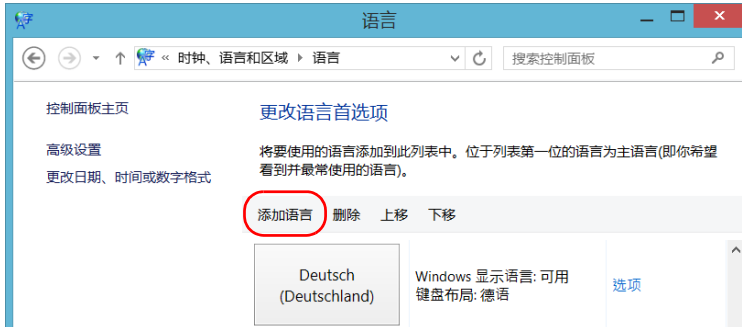 语言
« 时钟、语言和区域 ▸ 语言
搜索控制面板
控制面板主页
高级设置
更改日期、时间或数字格式
更改语言首选项
将要使用的语言添加到此列表中。位于列表第一位的语言为主语言(即你希望
看到并最常使用的语言)。
添加语言 删除 上移 下移
Deutsch
(Deutschland)
Windows 显示语言: 可用
键盘布局: 德语
选项